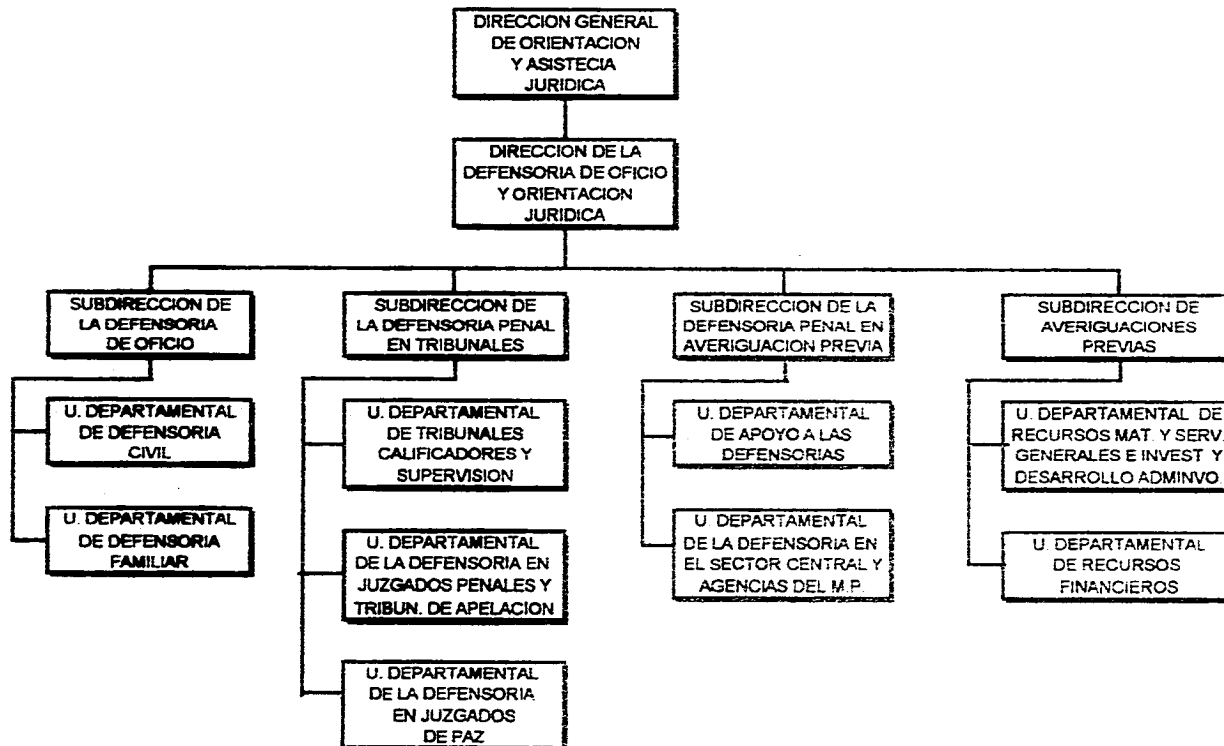 DIRECCION GENERAL
DE ORIENTACION
Y ASISTECIA
JURIDICA
DIRECCION DE LA
DEFENSORIA DE OFICIO
Y ORIENTACION
JURIDICA
SUBDIRECCION DE
LA DEFENSORIA
DE OFICIO
U. DEPARTAMENTAL
DE DEFENSORIA
CIVIL
U. DEPARTAMENTAL
DE DEFENSORIA
FAMILIAR
SUBDIRECCION DE
LA DEFENSORIA PENAL
EN TRIBUNALES
U. DEPARTAMENTAL
DE TRIBUNALES
CALIFICADORES Y
SUPERVISION
U. DEPARTAMENTAL
DE LA DEFENSORIA EN
JUZGADOS PENALES Y
TRIBUN. DE APELACION
U. DEPARTAMENTAL
DE LA DEFENSORIA
EN JUZGADOS
DE PAZ
SUBDIRECCION DE LA
DEFENSORIA PENAL EN
AVERIGUACION PREVIA
U. DEPARTAMENTAL
DE APOYO A LAS
DEFENSORIAS
U. DEPARTAMENTAL
DE LA DEFENSORIA EN
EL SECTOR CENTRAL Y
AGENCIAS DEL M.P.
SUBDIRECCION DE
AVERIGUACIONES
PREVIAS
U. DEPARTAMENTAL DE
RECURSOS MAT. Y SERV.
GENERALES E INVEST Y
DESARROLLO ADMINVO.
U. DEPARTAMENTAL
DE RECURSOS
FINANCIEROS